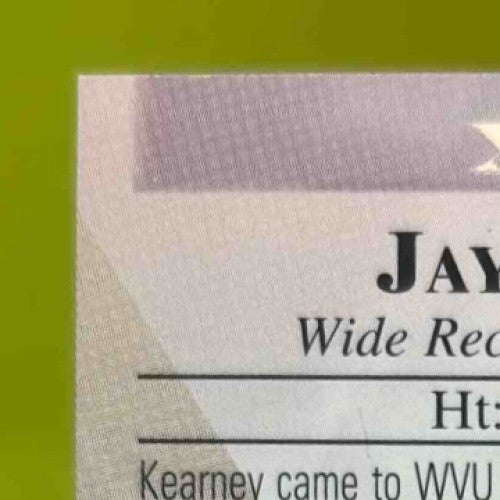 JAY
Wide Rec
Ht:
Kearney came to WVU